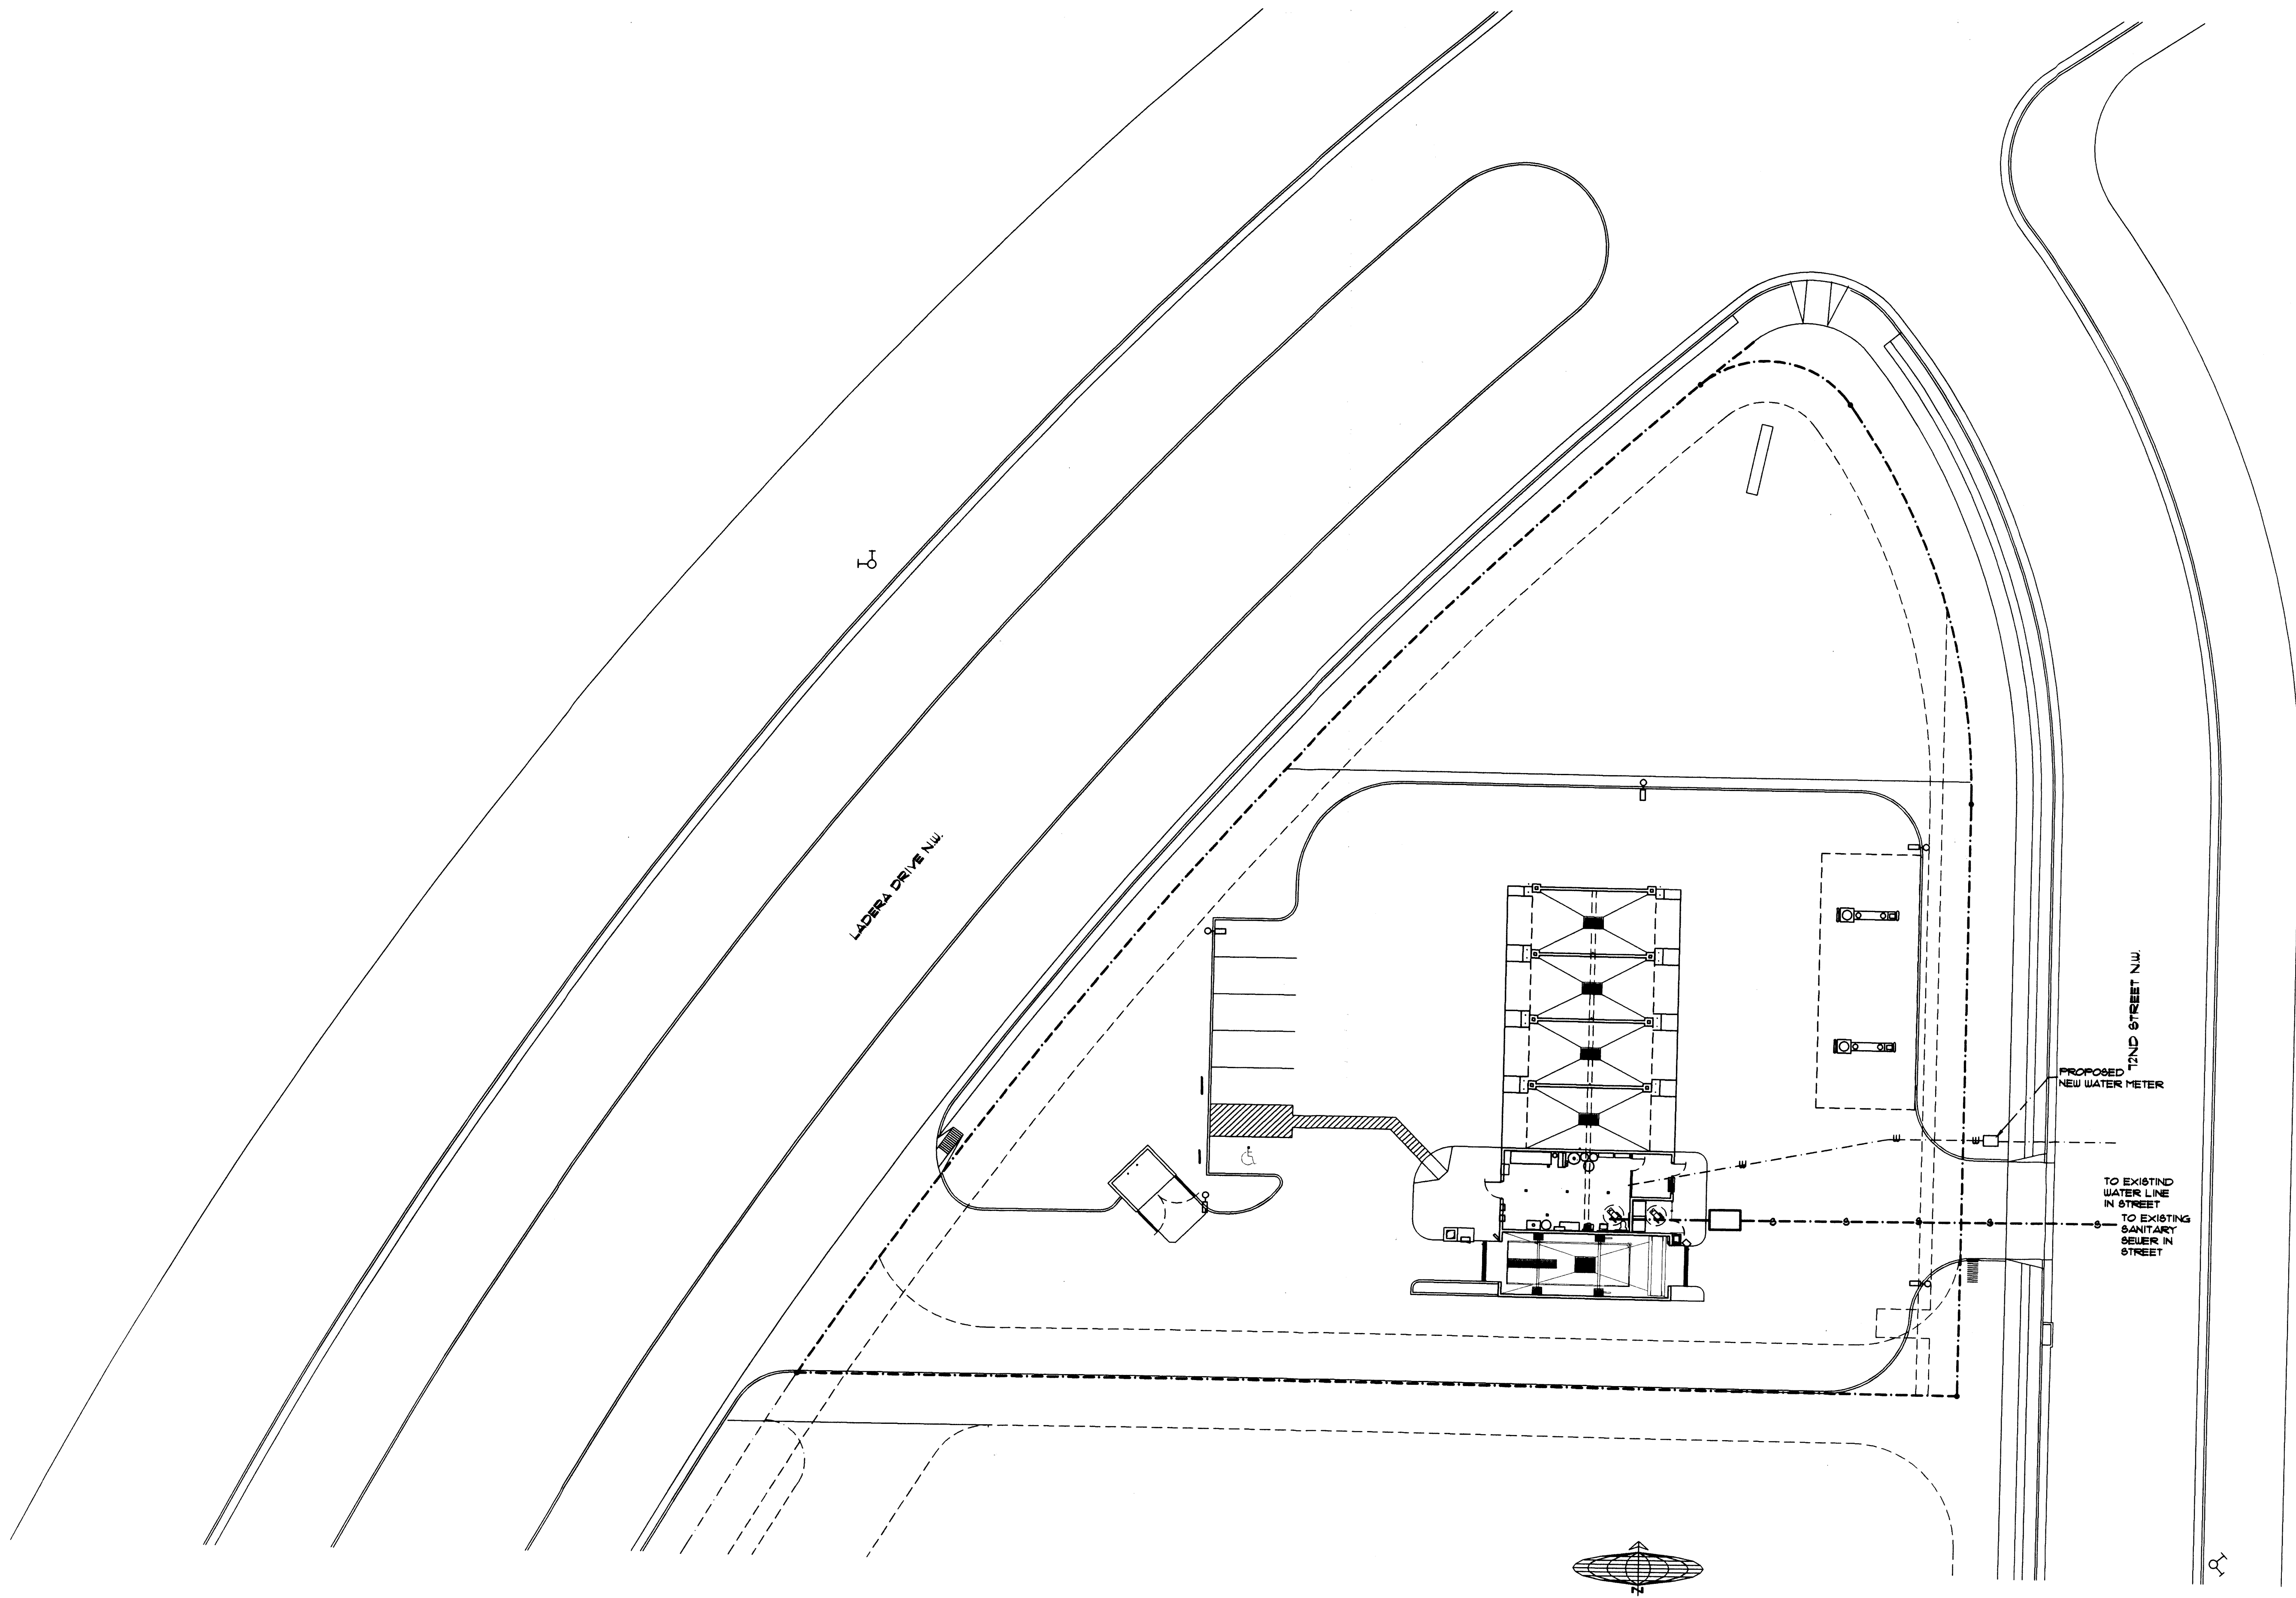 LADERA DRIVE N.W.
72ND STREET N.W.
PROPOSED
NEW WATER METER
W
W
W
TO EXISTIND
WATER LINE
IN STREET
S
S
S
S
S
TO EXISTING
SANITARY
SEWER IN
STREET
N